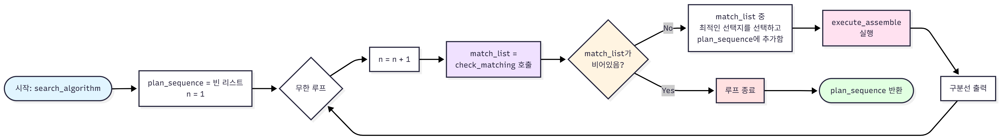 시작: search_algorithm
plan_sequence = 빈 리스트
n = 1
무한 루프
n = n + 1
match_list =
check_matching 호출
match_list가
비어있음?
No
match_list 중
최적인 선택지를 선택하고
plan_sequence에 추가함
execute_assemble
실행
구분선 출력
Yes
루프 종료
plan_sequence 반환